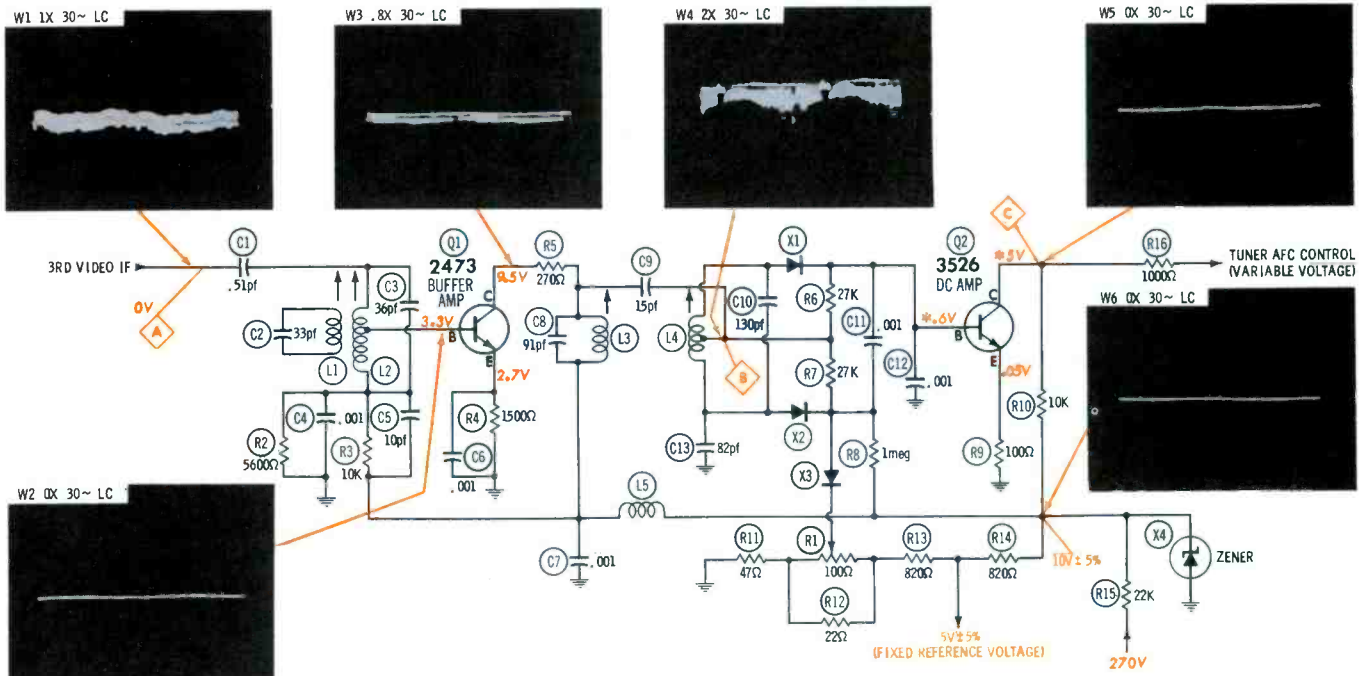 W1 1X 30~ LC
W3 .8X 30~ LC
W4 2X 30~ LC
W5 0X 30~ LC
3RD VIDEO IF
0V
A
C1
.51pf
C2
33pf
L1
L2
C3
36pf
Q1
2473
BUFFER
AMP
3.3V
B
C
E
9.5V
2.7V
R5
270Ω
C9
15pf
C8
91pf
L3
L4
B
C10
130pf
X1
R6
27K
R7
27K
C11
.001
C12
.001
X2
C13
82pf
X3
R8
1meg
Q2
3526
DC AMP
*.6V
B
C
E
*5V
.05V
C
R16
1000Ω
TUNER AFC CONTROL
(VARIABLE VOLTAGE)
W6 0X 30~ LC
R10
10K
R9
100Ω
R2
5600Ω
C4
.001
R3
10K
C5
10pf
C6
.001
R4
1500Ω
W2 0X 30~ LC
L5
C7
.001
R11
47Ω
R1
100Ω
R12
22Ω
R13
820Ω
R14
820Ω
10V±5%
5V±5%
(FIXED REFERENCE VOLTAGE)
R15
22K
270V
X4
ZENER